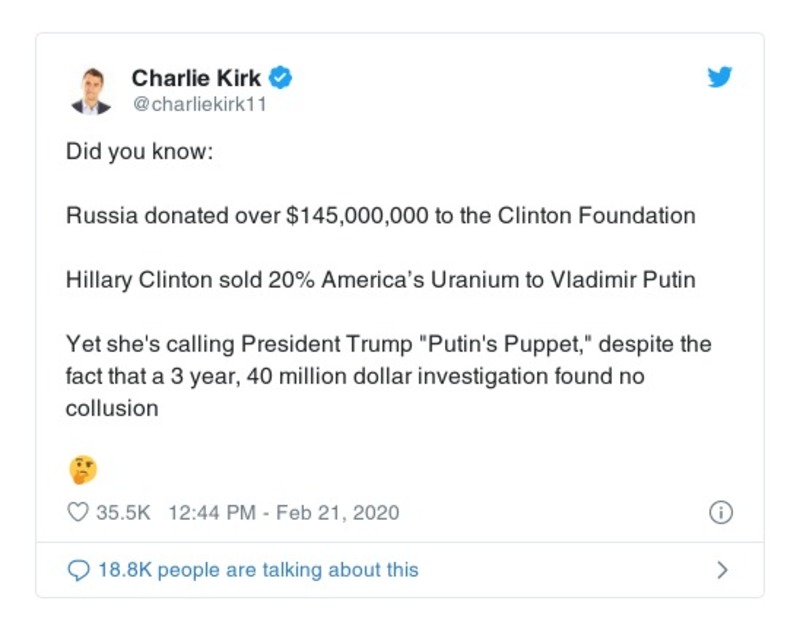 Charlie Kirk
@charliekirk11
Did you know:
Russia donated over $145,000,000 to the Clinton Foundation
Hillary Clinton sold 20% America’s Uranium to Vladimir Putin
Yet she's calling President Trump "Putin's Puppet," despite the
fact that a 3 year, 40 million dollar investigation found no
collusion
35.5K 12:44 PM - Feb 21, 2020
18.8K people are talking about this